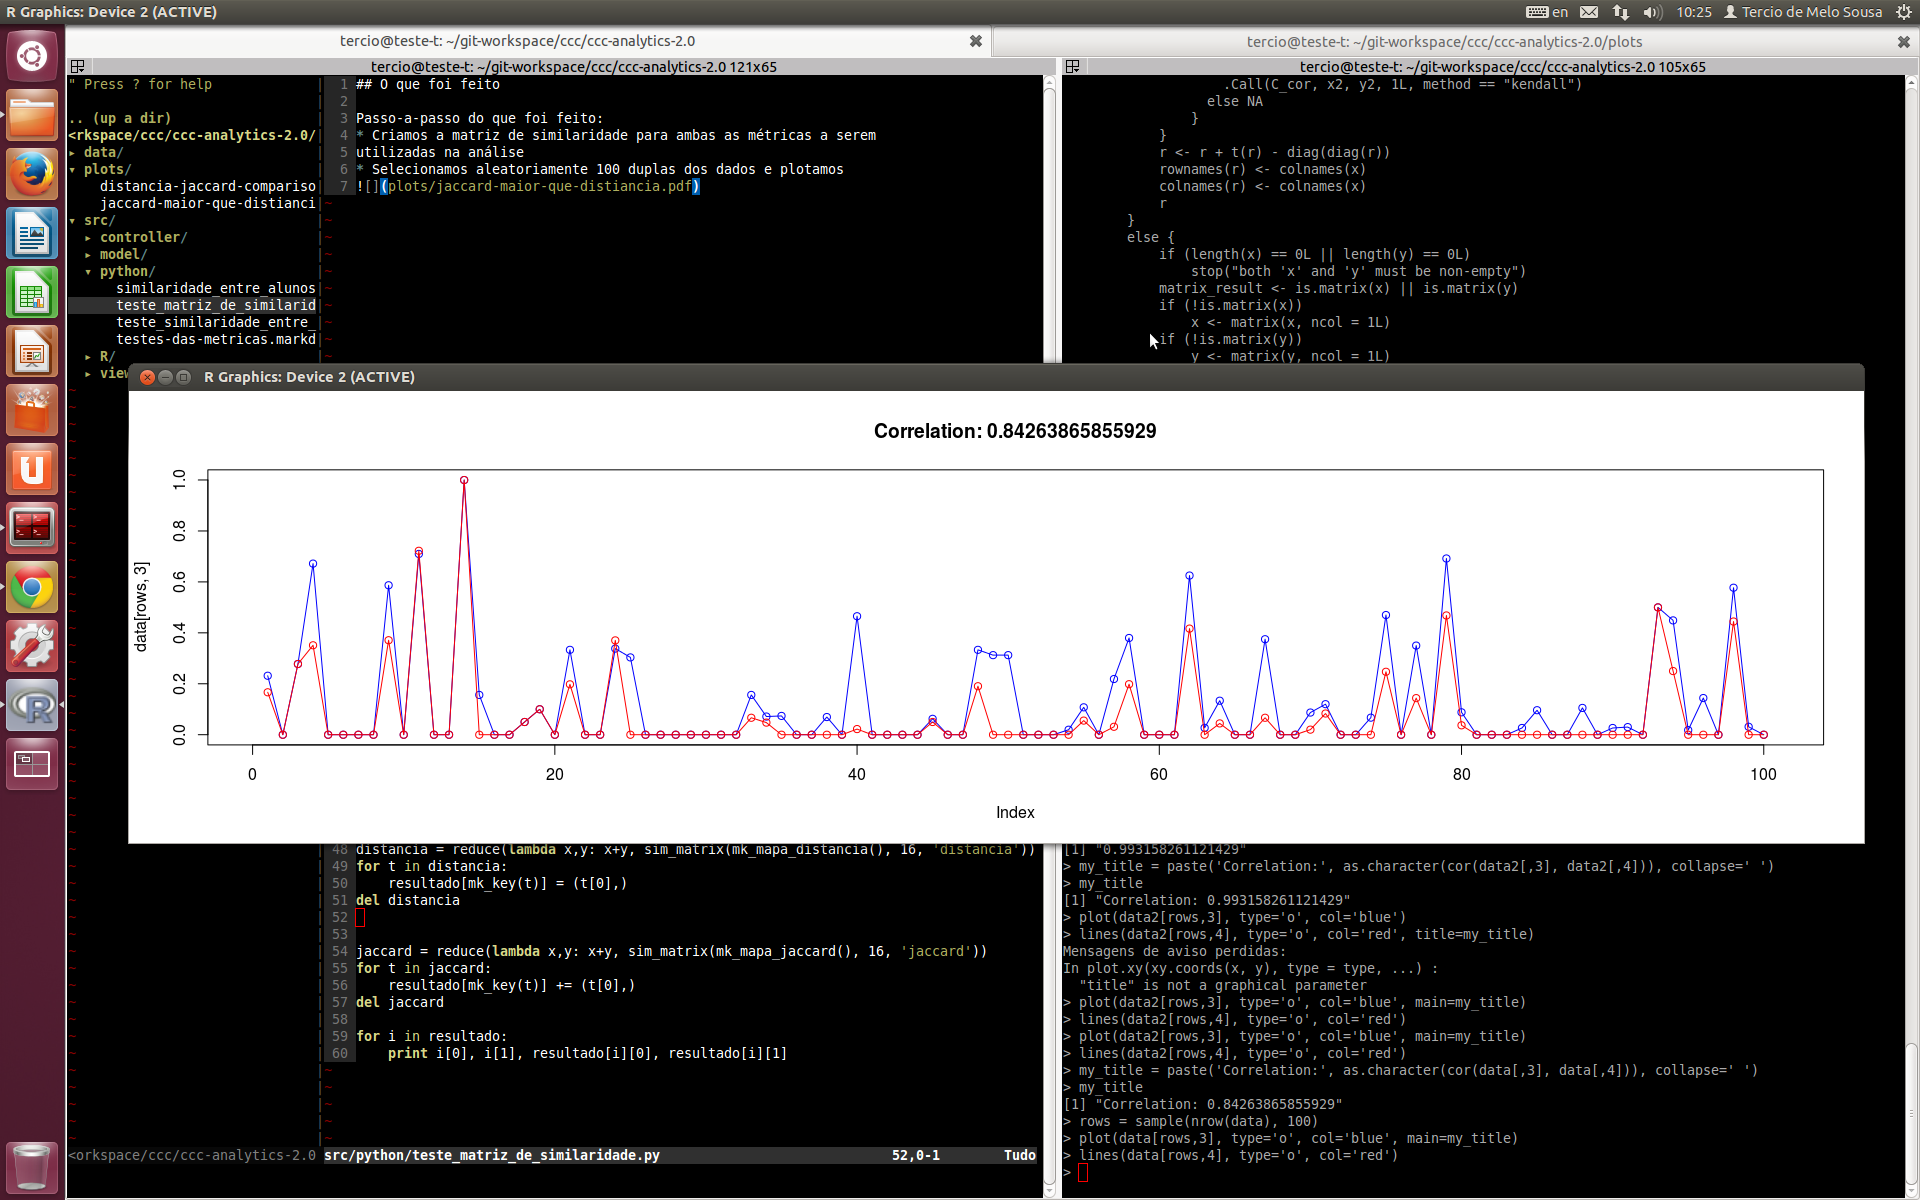 R Graphics: Device 2 (ACTIVE)
en
10:25
Tercio de Melo Sousa
tercio@teste-t: ~/git-workspace/ccc/ccc-analytics-2.0
tercio@teste-t: ~/git-workspace/ccc/ccc-analytics-2.0/plots
tercio@teste-t: ~/git-workspace/ccc/ccc-analytics-2.0 121x65
tercio@teste-t: ~/git-workspace/ccc/ccc-analytics-2.0 105x65
" Press ? for help
.. (up a dir)
<rkspace/ccc/ccc-analytics-2.0/
▸ data/
▾ plots/
distancia-jaccard-compariso
jaccard-maior-que-distianci
▾ src/
▸ controller/
▸ model/
▾ python/
similaridade_entre_alunos
teste_matriz_de_similarid
teste_similaridade_entre_
testes-das-metricas.markd
▸ R/
▸ view
1 ## O que foi feito
2
3 Passo-a-passo do que foi feito:
4 * Criamos a matriz de similaridade para ambas as métricas a serem
5 utilizadas na análise
6 * Selecionamos aleatoriamente 100 duplas dos dados e plotamos
7 ![](plots/jaccard-maior-que-distiancia.pdf)
.Call(C_cor, x2, y2, 1L, method == "kendall")
else NA
}
}
r <- r + t(r) - diag(diag(r))
rownames(r) <- colnames(x)
colnames(r) <- colnames(x)
r
}
else {
if (length(x) == 0L || length(y) == 0L)
stop("both 'x' and 'y' must be non-empty")
matrix_result <- is.matrix(x) || is.matrix(y)
if (!is.matrix(x))
x <- matrix(x, ncol = 1L)
if (!is.matrix(y))
y <- matrix(y, ncol = 1L)
R Graphics: Device 2 (ACTIVE)
Correlation: 0.84263865855929
data[rows, 3]
1.0
0.8
0.6
0.4
0.2
0.0
0 20 40 60 80 100
Index
48 distancia = reduce(lambda x,y: x+y, sim_matrix(mk_mapa_distancia(), 16, 'distancia'))
49 for t in distancia:
50 resultado[mk_key(t)] = (t[0],)
51 del distancia
52
53
54 jaccard = reduce(lambda x,y: x+y, sim_matrix(mk_mapa_jaccard(), 16, 'jaccard'))
55 for t in jaccard:
56 resultado[mk_key(t)] += (t[0],)
57 del jaccard
58
59 for i in resultado:
60 print i[0], i[1], resultado[i][0], resultado[i][1]
<orkspace/ccc/ccc-analytics-2.0
src/python/teste_matriz_de_similaridade.py 52,0-1 Tudo
[1] "0.993158261121429"
> my_title = paste('Correlation:', as.character(cor(data2[,3], data2[,4])), collapse=' ')
> my_title
[1] "Correlation: 0.993158261121429"
> plot(data2[rows,3], type='o', col='blue')
> lines(data2[rows,4], type='o', col='red', title=my_title)
Mensagens de aviso perdidas:
In plot.xy(xy.coords(x, y), type = type, ...) :
"title" is not a graphical parameter
> plot(data2[rows,3], type='o', col='blue', main=my_title)
> lines(data2[rows,4], type='o', col='red')
> plot(data2[rows,3], type='o', col='blue', main=my_title)
> lines(data2[rows,4], type='o', col='red')
> my_title = paste('Correlation:', as.character(cor(data[,3], data[,4])), collapse=' ')
> my_title
[1] "Correlation: 0.84263865855929"
> rows = sample(nrow(data), 100)
> plot(data[rows,3], type='o', col='blue', main=my_title)
> lines(data[rows,4], type='o', col='red')
>